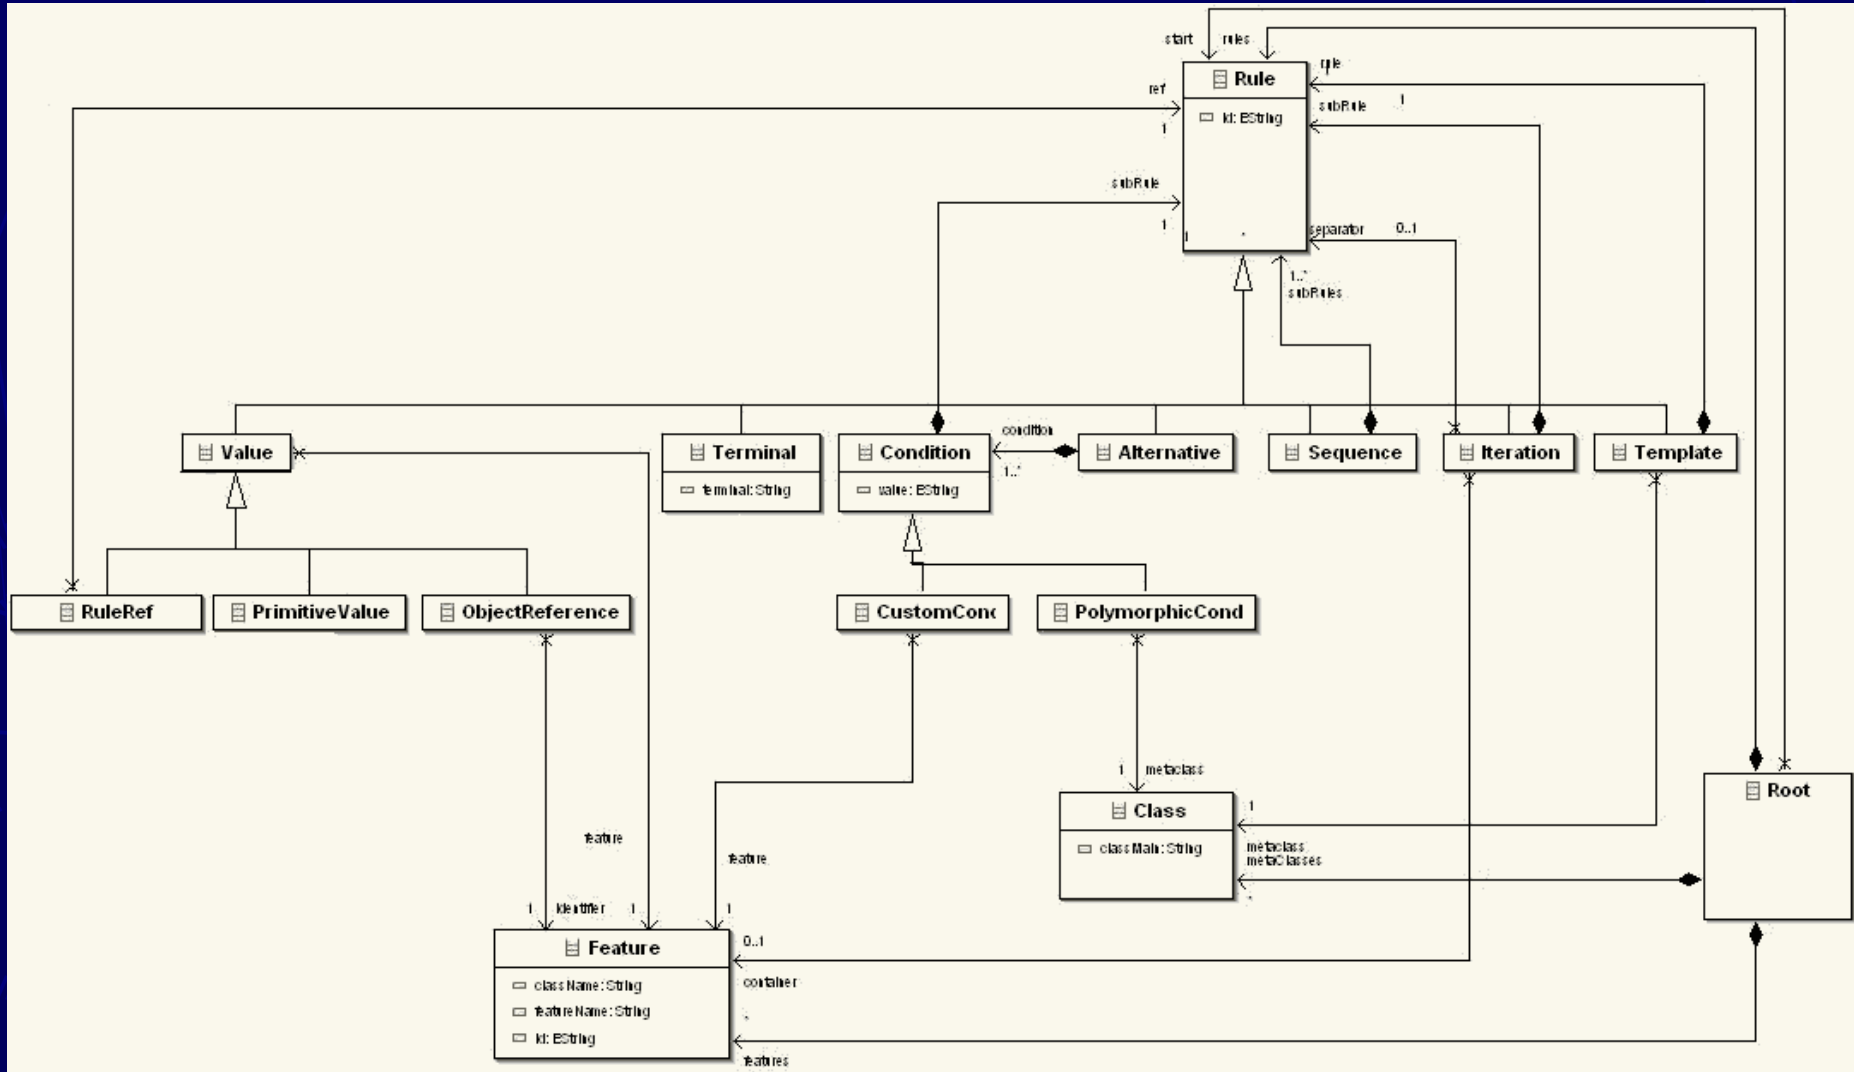 start
rules
Rule
rule
ref
subRule
1
id: EString
1
subRule
1
1
*
separator
0..1
1..*
subRules
Value
Terminal
terminal: String
Condition
value: EString
condition
1..*
Alternative
Sequence
Iteration
Template
RuleRef
PrimitiveValue
ObjectReference
CustomCond
PolymorphicCond
1
metaclass
Class
classMain: String
1
metaclass
metaClasses
*
Root
feature
feature
1
identifier
1
1
Feature
className: String
featureName: String
id: EString
0..1
container
*
features